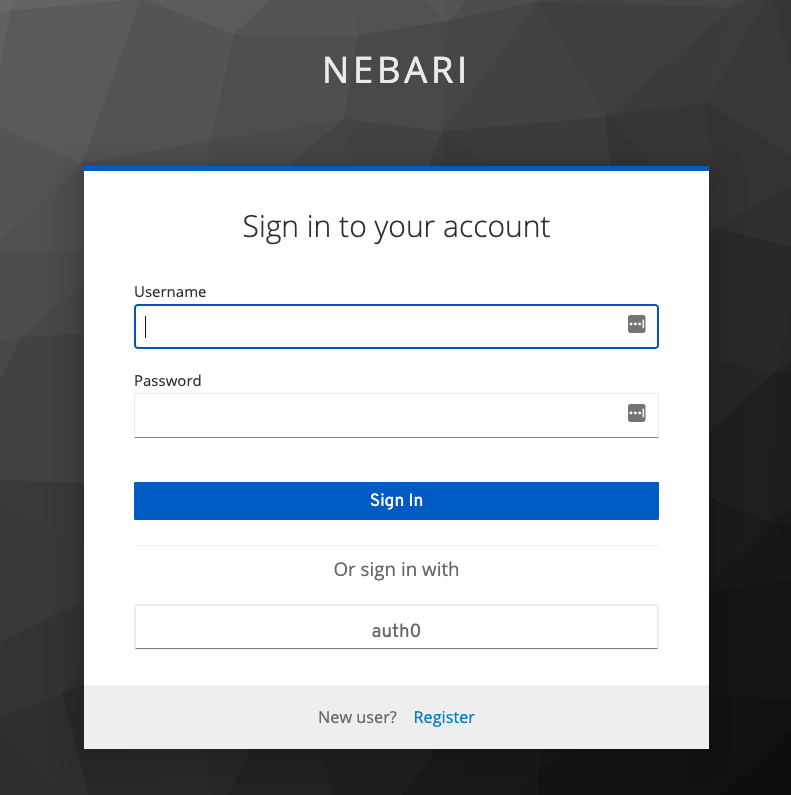 NEBARI
Sign in to your account
Username
Password
Sign In
Or sign in with
auth0
New user? Register